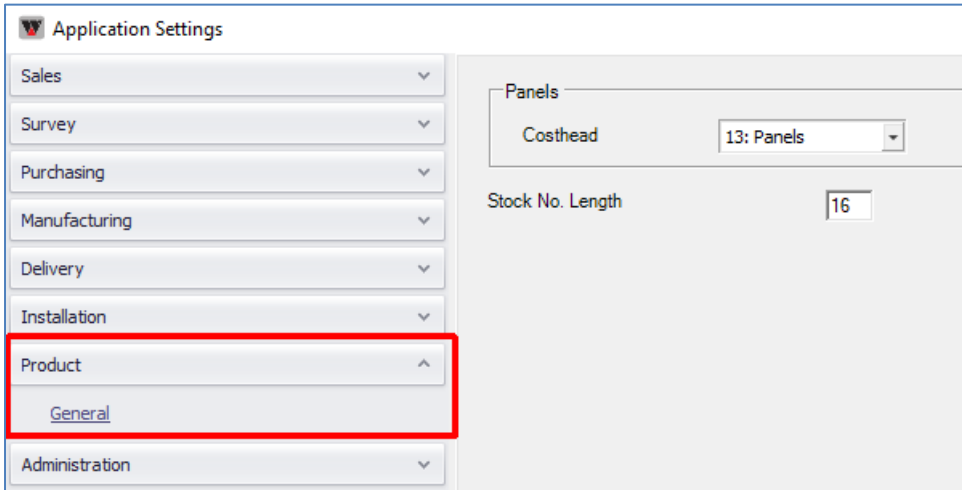 Application Settings
Sales
Survey
Purchasing
Manufacturing
Delivery
Installation
Product
General
Administration
Panels
Costhead 13: Panels
Stock No. Length 16